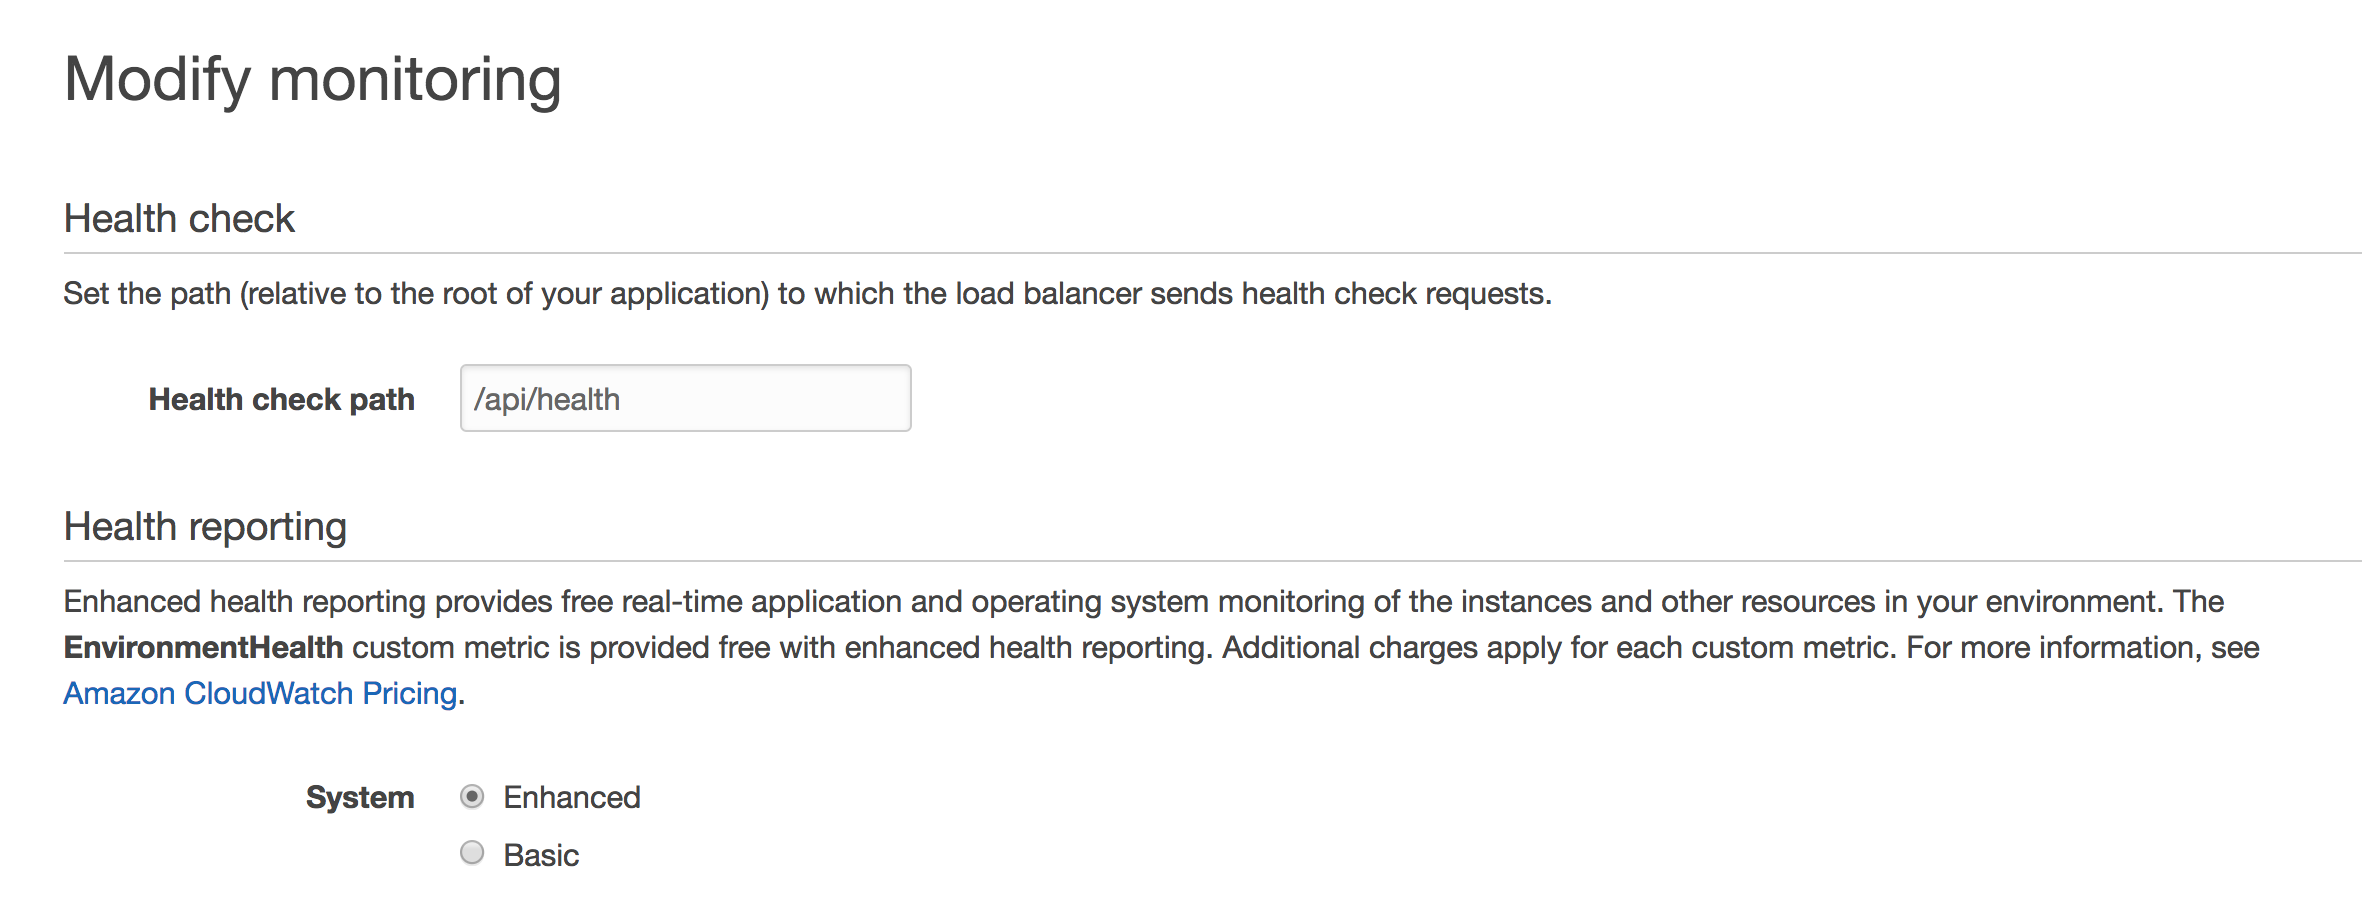 Modify monitoring
Health check
Set the path (relative to the root of your application) to which the load balancer sends health check requests.
Health check path /api/health
Health reporting
Enhanced health reporting provides free real-time application and operating system monitoring of the instances and other resources in your environment. The
EnvironmentHealth custom metric is provided free with enhanced health reporting. Additional charges apply for each custom metric. For more information, see
Amazon CloudWatch Pricing.
System Enhanced
Basic